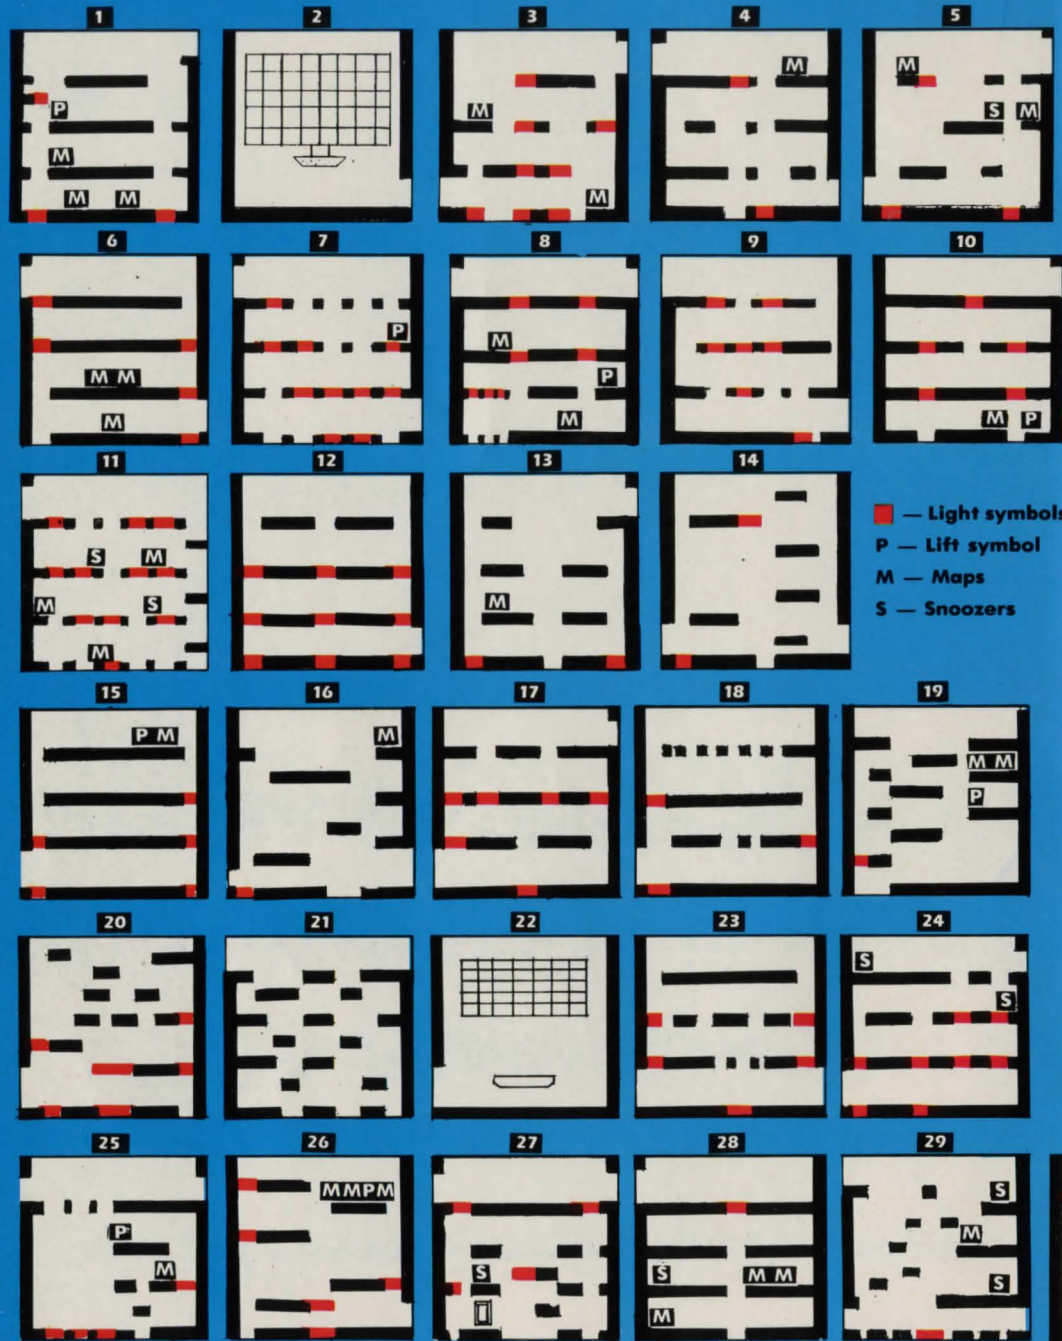 1 2 3 4 5
M M
P M S M
M
M M M
6 7 8 9 10
P
M
M M P
M M M P
11 12 13 14
S M
M S M
M
— Light symbols
P — Lift symbol
M — Maps
S — Snoozers
15 16 17 18 19
P M M
M M
P
20 21 22 23 24
S
S
25 26 27 28 29
M M P M S
P M
M S S M M S
M